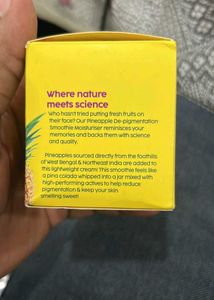 where nature
meets science
Who hasn't tried putting fresh fruits on
their face? Our Pineapple De-pigmentation
Smoothie Moisturiser reminisces your
memories and backs them with science
and quality.
Pineapples sourced directly from the foothills
of West Bengal & Northeast India are added to
this lightweight cream! This smoothie feels like
a pina colada whipped into a jar mixed with
high-performing actives to help reduce
pigmentation & keep your skin
smelling sweet!